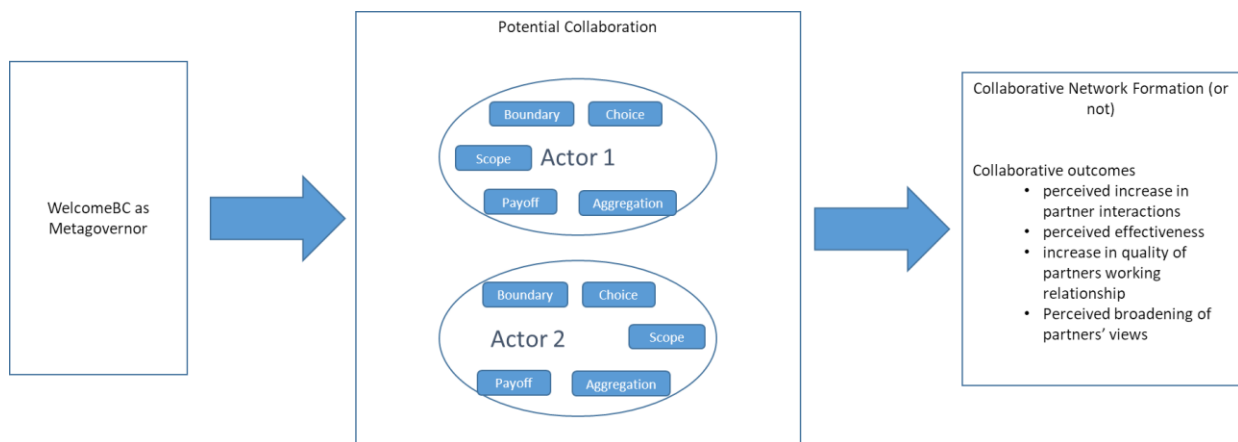 WelcomeBC as
Metagovernor
Potential Collaboration
Boundary
Choice
Scope
Actor 1
Payoff
Aggregation
Boundary
Choice
Actor 2
Scope
Payoff
Aggregation
Collaborative Network Formation (or
not)
Collaborative outcomes
• perceived increase in
partner interactions
• perceived effectiveness
• increase in quality of
partners working
relationship
• Perceived broadening of
partners’ views